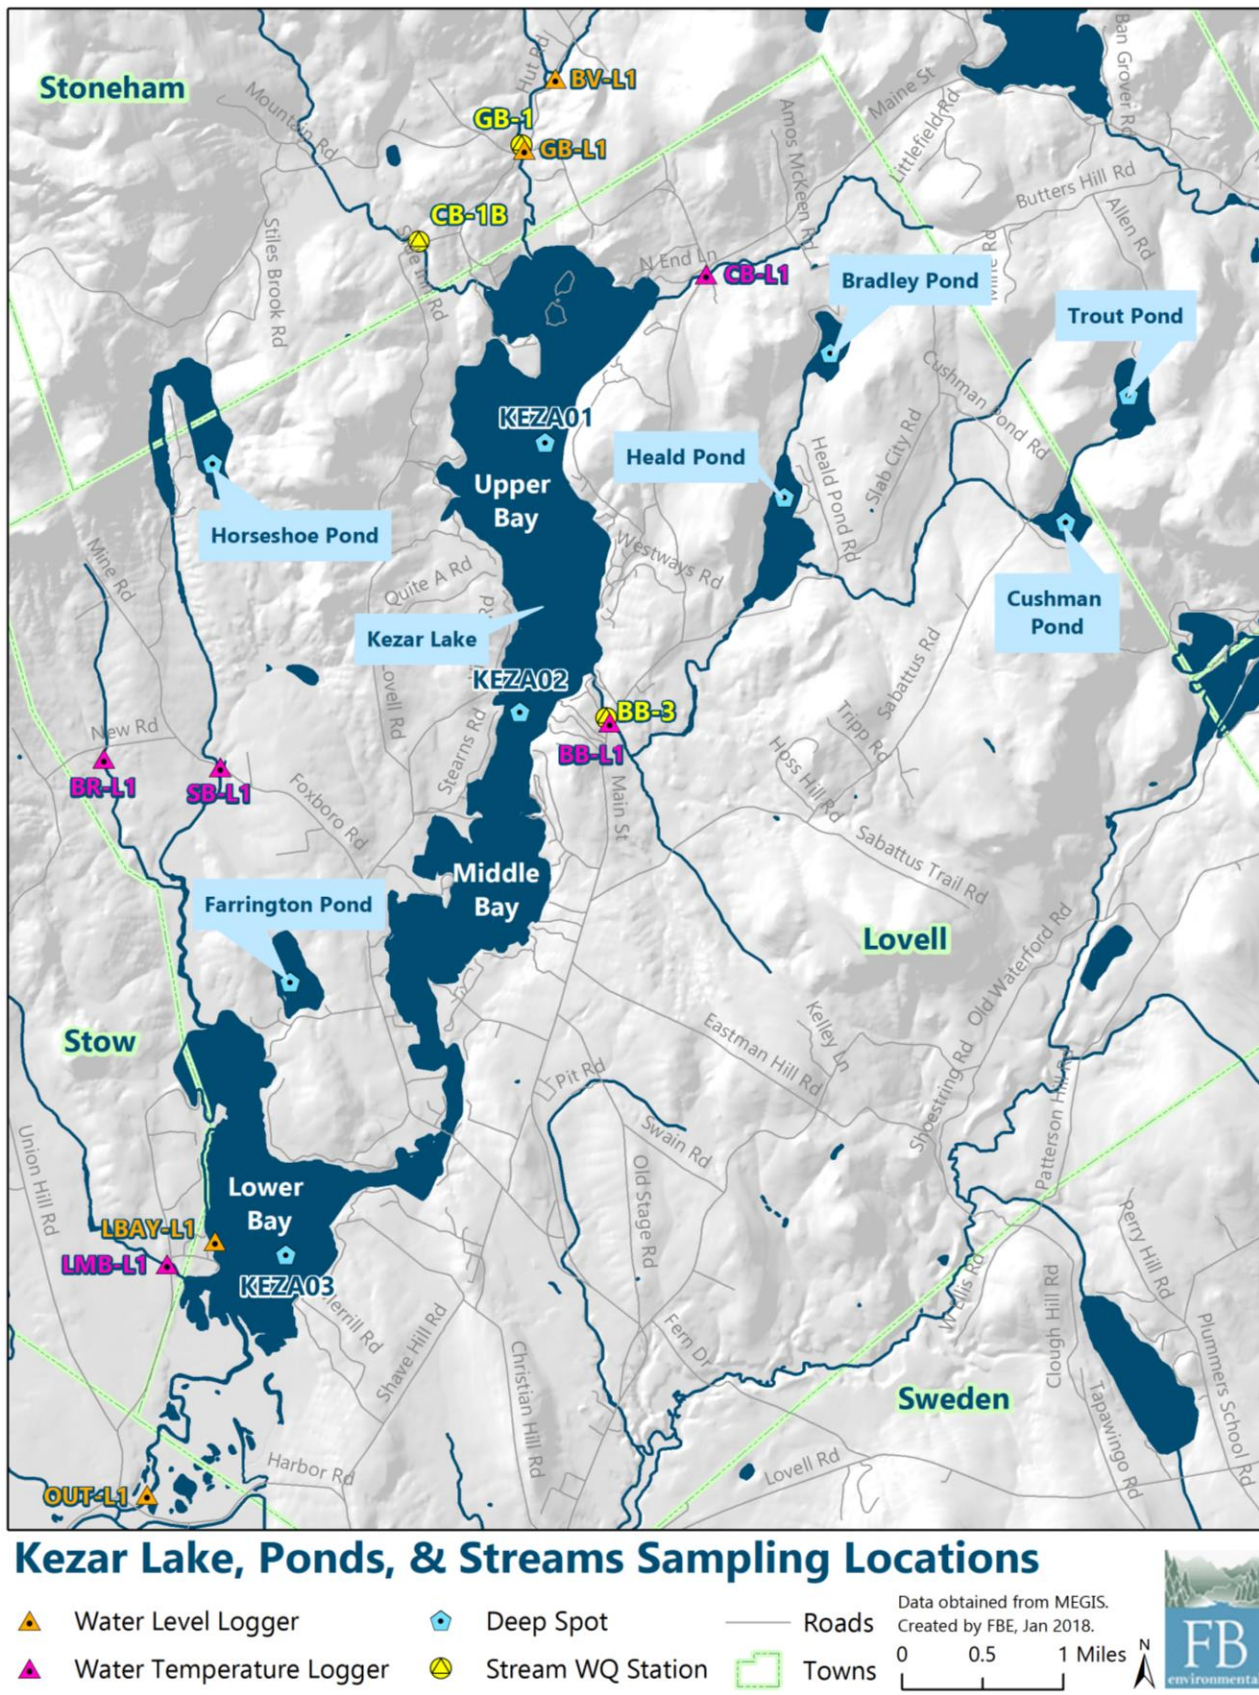 Stoneham
Hut Rd
BV-L1
Maine St
Ban Grover Rd
Mountain Rd
GB-1
GB-L1
Amos McKeen Rd
Littlefield Rd
Butters Hill Rd
CB-1B
Allen Rd
Stiles Brook Rd
N End Ln
CB-L1
Bradley Pond
Trout Pond
Cushman Pond Rd
KEZA01
Heald Pond
Heald Pond Rd
Slab City Rd
Upper
Bay
Horseshoe Pond
Mine Rd
Westways Rd
Quite A Rd
Cushman
Pond
Kezar Lake
Sabattus Rd
KEZA02
Lovell Rd
BB-3
New Rd
Stearns Rd
Tripp Rd
BB-L1
Hoss Hill Rd
BR-L1
SB-L1
Foxboro Rd
Main St
Sabattus Trail Rd
Middle
Bay
Farrington Pond
Lovell
Old Waterford Rd
Stow
Kelley Ln
Eastman Hill Rd
Pit Rd
Shoestring Rd
Patterson Hill Rd
Swain Rd
Union Hill Rd
Old Stage Rd
Lower
Bay
LBAY-L1
LMB-L1
KEZA03
Perry Hill Rd
W Ellis Rd
Clough Hill Rd
Plummers School Rd
Shave Hill Rd
Fern Dr
Christian Hill Rd
Sweden
Tapawingo Rd
Harbor Rd
Lovell Rd
OUT-L1
Kezar Lake, Ponds, & Streams Sampling Locations
Water Level Logger
Deep Spot
Roads
Data obtained from MEGIS.
Created by FBE, Jan 2018.
Water Temperature Logger
Stream WQ Station
Towns
0 0.5 1 Miles
N
FB
environmental